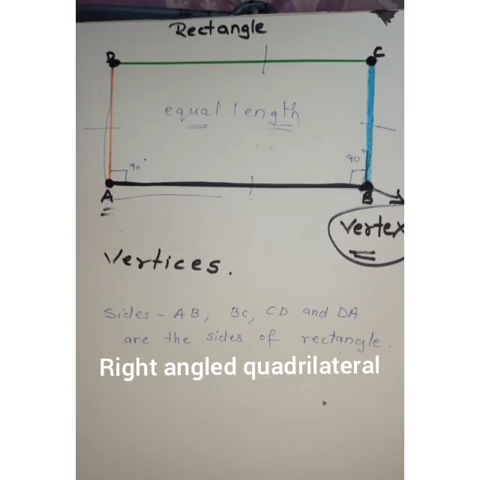 Rectangle
D C
equal length
90° 90°
A B
Vertex
Vertices.
Sides - AB, BC, CD and DA
are the sides of rectangle.
Right angled quadrilateral